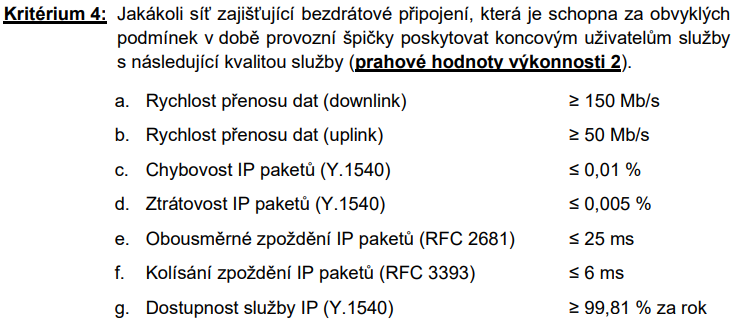 Kritérium 4: Jakákoli síť zajišťující bezdrátové připojení, která je schopna za obvyklých
podmínek v době provozní špičky poskytovat koncovým uživatelům služby
s následující kvalitou služby (prahové hodnoty výkonnosti 2).
a. Rychlost přenosu dat (downlink) ≥ 150 Mb/s
b. Rychlost přenosu dat (uplink) ≥ 50 Mb/s
c. Chybovost IP paketů (Y.1540) ≤ 0,01 %
d. Ztrátovost IP paketů (Y.1540) ≤ 0,005 %
e. Obousměrné zpoždění IP paketů (RFC 2681) ≤ 25 ms
f. Kolísání zpoždění IP paketů (RFC 3393) ≤ 6 ms
g. Dostupnost služby IP (Y.1540) ≥ 99,81 % za rok